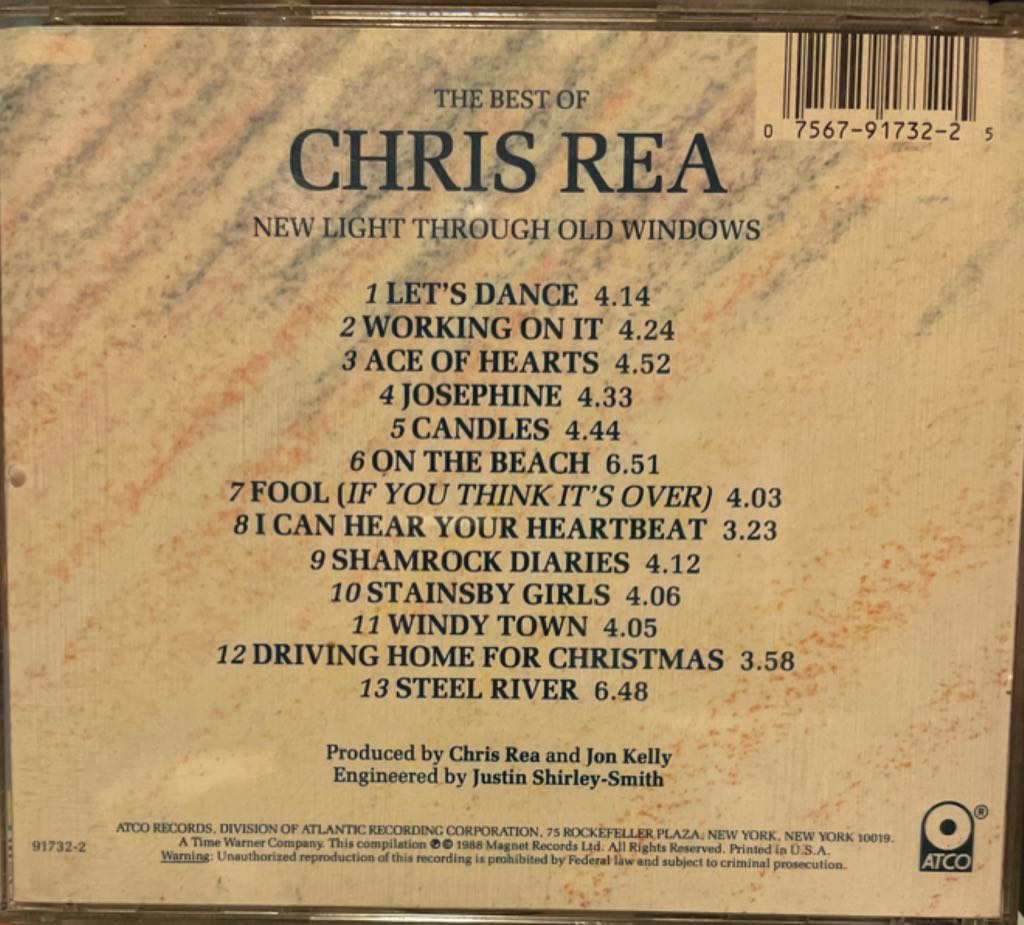 0 7567-91732-2 5
THE BEST OF
CHRIS REA
NEW LIGHT THROUGH OLD WINDOWS
1 LET'S DANCE 4.14
2 WORKING ON IT 4.24
3 ACE OF HEARTS 4.52
4 JOSEPHINE 4.33
5 CANDLES 4.44
6 ON THE BEACH 6.51
7 FOOL (IF YOU THINK IT'S OVER) 4.03
8 I CAN HEAR YOUR HEARTBEAT 3.23
9 SHAMROCK DIARIES 4.12
10 STAINSBY GIRLS 4.06
11 WINDY TOWN 4.05
12 DRIVING HOME FOR CHRISTMAS 3.58
13 STEEL RIVER 6.48
Produced by Chris Rea and Jon Kelly
Engineered by Justin Shirley-Smith
ATCO RECORDS, DIVISION OF ATLANTIC RECORDING CORPORATION, 75 ROCKEFELLER PLAZA, NEW YORK, NEW YORK 10019.
A Time Warner Company. This compilation ℗ © 1988 Magnet Records Ltd. All Rights Reserved. Printed in U.S.A.
Warning: Unauthorized reproduction of this recording is prohibited by Federal law and subject to criminal prosecution.
91732-2
ATCO ®